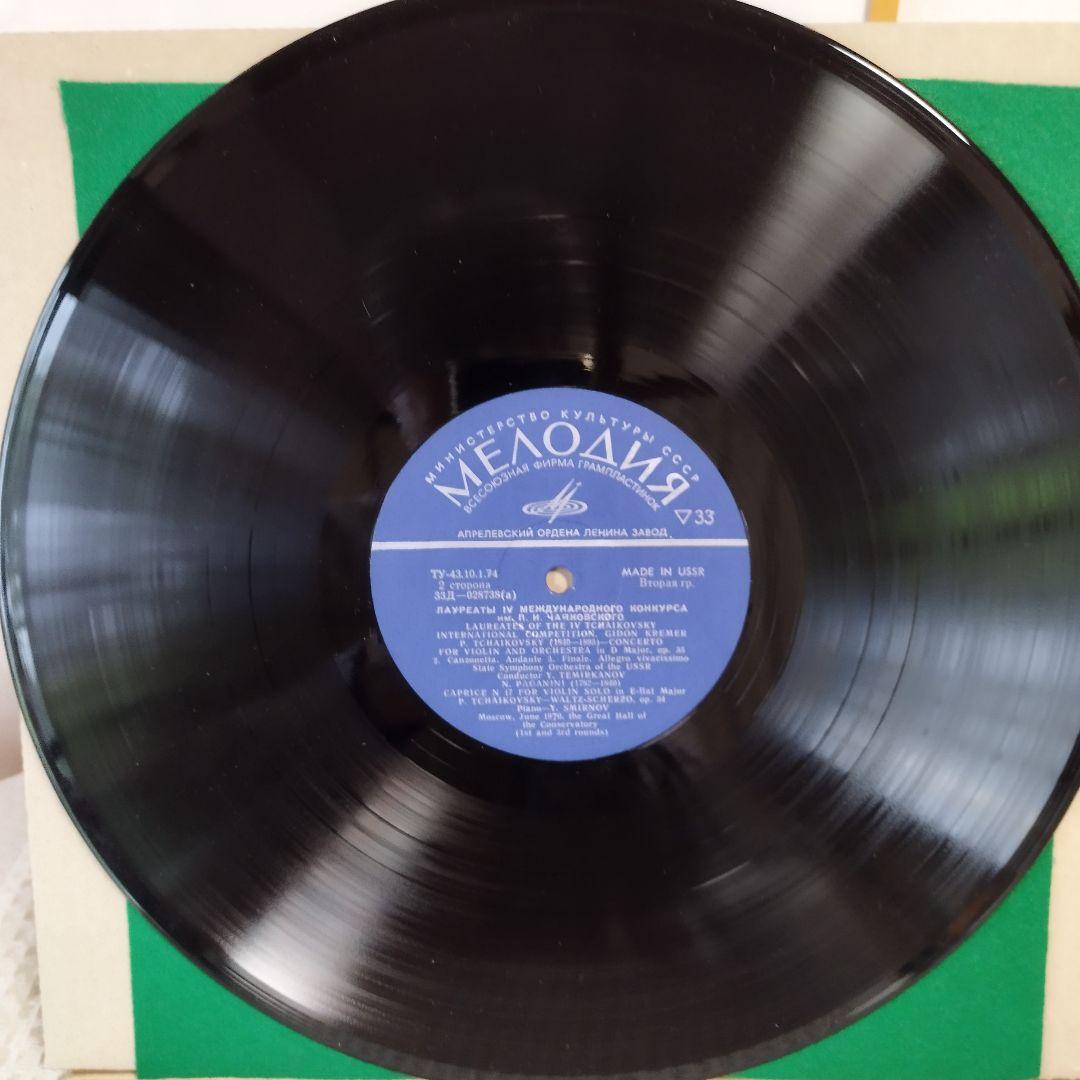 МИНИСТЕРСТВО КУЛЬТУРЫ СССР
МЕЛОДИЯ
ВСЕСОЮЗНАЯ ФИРМА ГРАМПЛАСТИНОК
▽33
АПРЕЛЕВСКИЙ ОРДЕНА ЛЕНИНА ЗАВОД
ТУ-43.10.1.74
2 сторона
33Д—028738(а)
MADE IN USSR
Вторая гр.
ЛАУРЕАТЫ IV МЕЖДУНАРОДНОГО КОНКУРСА
им. П. И. ЧАЙКОВСКОГО
LAUREATES OF THE IV TCHAIKOVSKY
INTERNATIONAL COMPETITION. GIDON KREMER
P. TCHAIKOVSKY (1840—1893)—CONCERTO
FOR VIOLIN AND ORCHESTRA in D Major, op. 35
2. Canzonetta. Andante 3. Finale. Allegro vivacissimo
State Symphony Orchestra of the USSR
Conductor Y. TEMIRKANOV
N. PAGANINI (1782—1840)
CAPRICE N 17 FOR VIOLIN SOLO in E-flat Major
P. TCHAIKOVSKY—WALTZ-SCHERZO, op. 34
Piano—Y. SMIRNOV
Moscow, June 1970, the Great Hall of
the Conservatory
(1st and 3rd rounds)